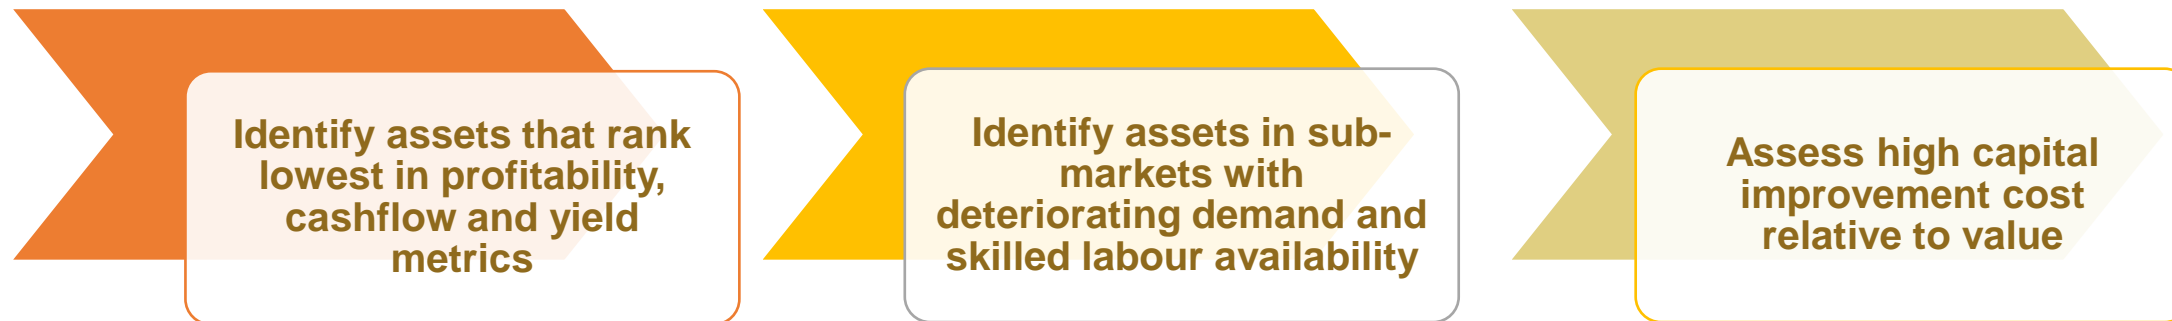 Identify assets that rank
lowest in profitability,
cashflow and yield
metrics
Identify assets in sub-
markets with
deteriorating demand and
skilled labour availability
Assess high capital
improvement cost
relative to value